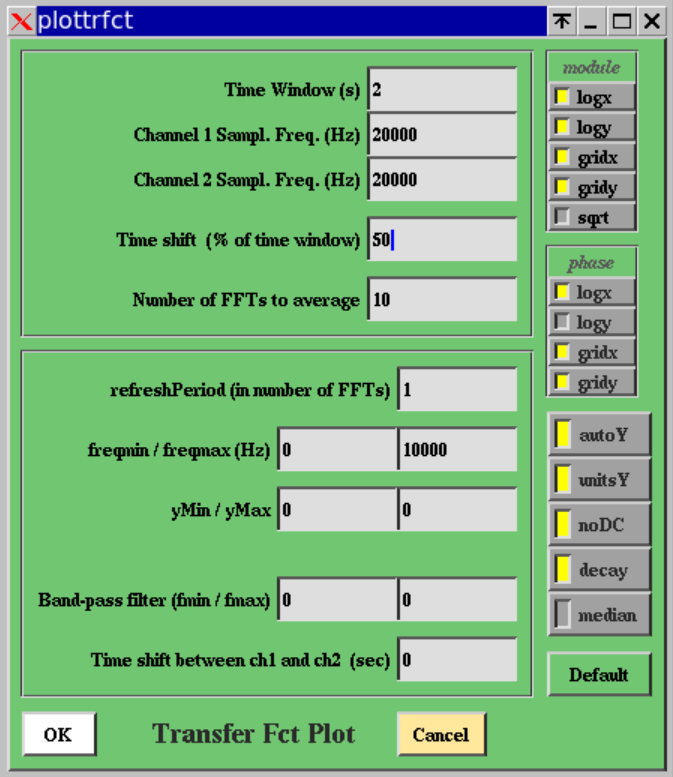 plottrfct
Time Window (s) 2
Channel 1 Sampl. Freq. (Hz) 20000
Channel 2 Sampl. Freq. (Hz) 20000
Time shift (% of time window) 50
Number of FFTs to average 10
refreshPeriod (in number of FFTs) 1
freqmin / freqmax (Hz) 0 10000
yMin / yMax 0 0
Band-pass filter (fmin / fmax) 0 0
Time shift between ch1 and ch2 (sec) 0
module
logx
logy
gridx
gridy
sqrt
phase
logx
logy
gridx
gridy
autoY
unitsY
noDC
decay
median
Default
OK
Transfer Fct Plot
Cancel